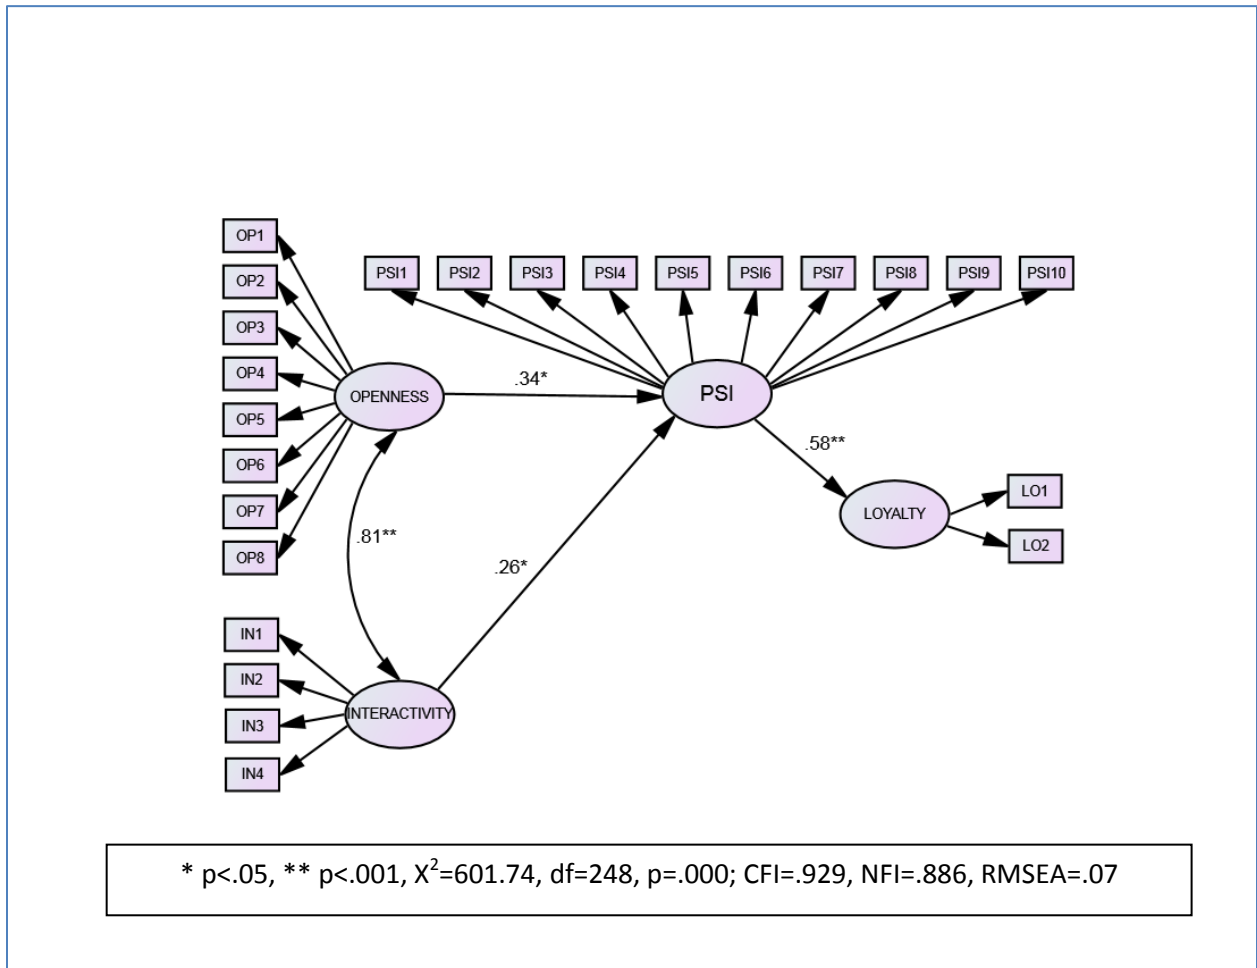 OP1
OP2
OP3
OP4
OP5
OP6
OP7
OP8
PSI1 PSI2 PSI3 PSI4 PSI5 PSI6 PSI7 PSI8 PSI9 PSI10
OPENNESS
.34*
PSI
.58**
LOYALTY
LO1
LO2
.81**
.26*
IN1
IN2
IN3
IN4
INTERACTIVITY
* p<.05, ** p<.001, X²=601.74, df=248, p=.000; CFI=.929, NFI=.886, RMSEA=.07